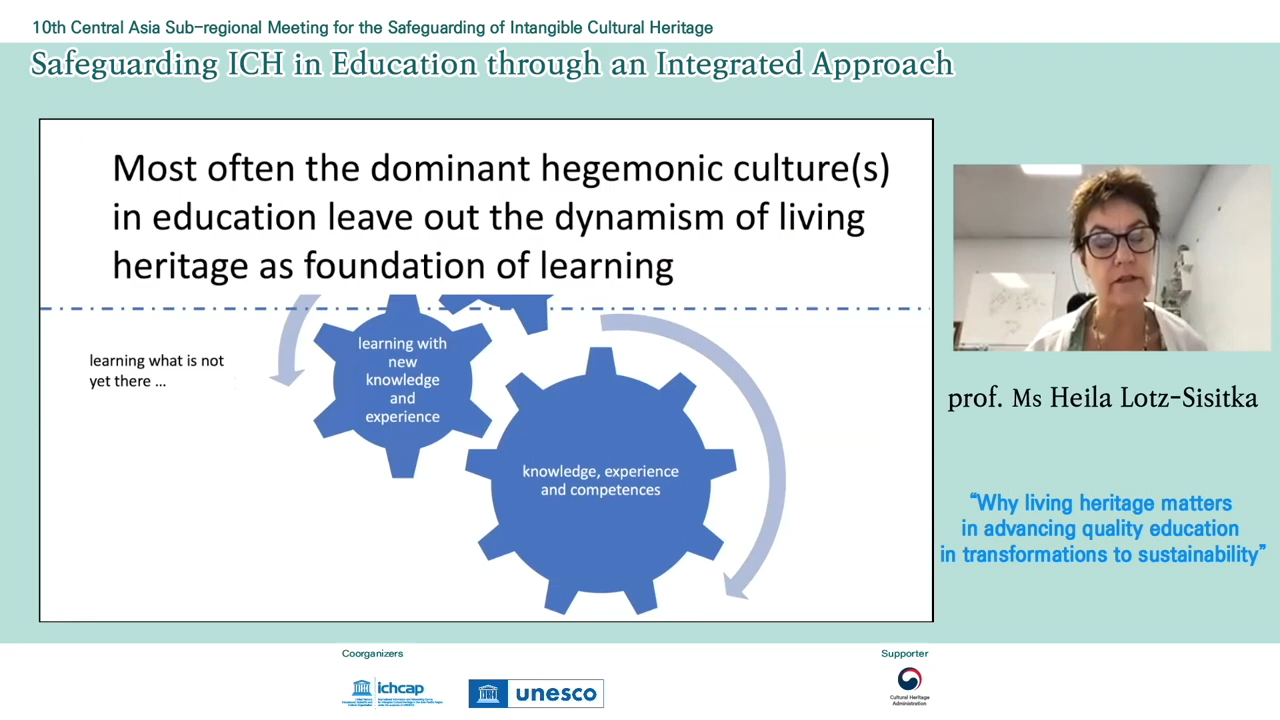 10th Central Asia Sub-regional Meeting for the Safeguarding of Intangible Cultural Heritage
Safeguarding ICH in Education through an Integrated Approach
Most often the dominant hegemonic culture(s)
in education leave out the dynamism of living
heritage as foundation of learning
learning what is not
yet there ...
learning with
new
knowledge
and
experience
knowledge, experience
and competences
prof. Ms Heila Lotz-Sisitka
“Why living heritage matters
in advancing quality education
in transformations to sustainability”
Coorganizers
ichcap
unesco
Supporter
Cultural Heritage
Administration